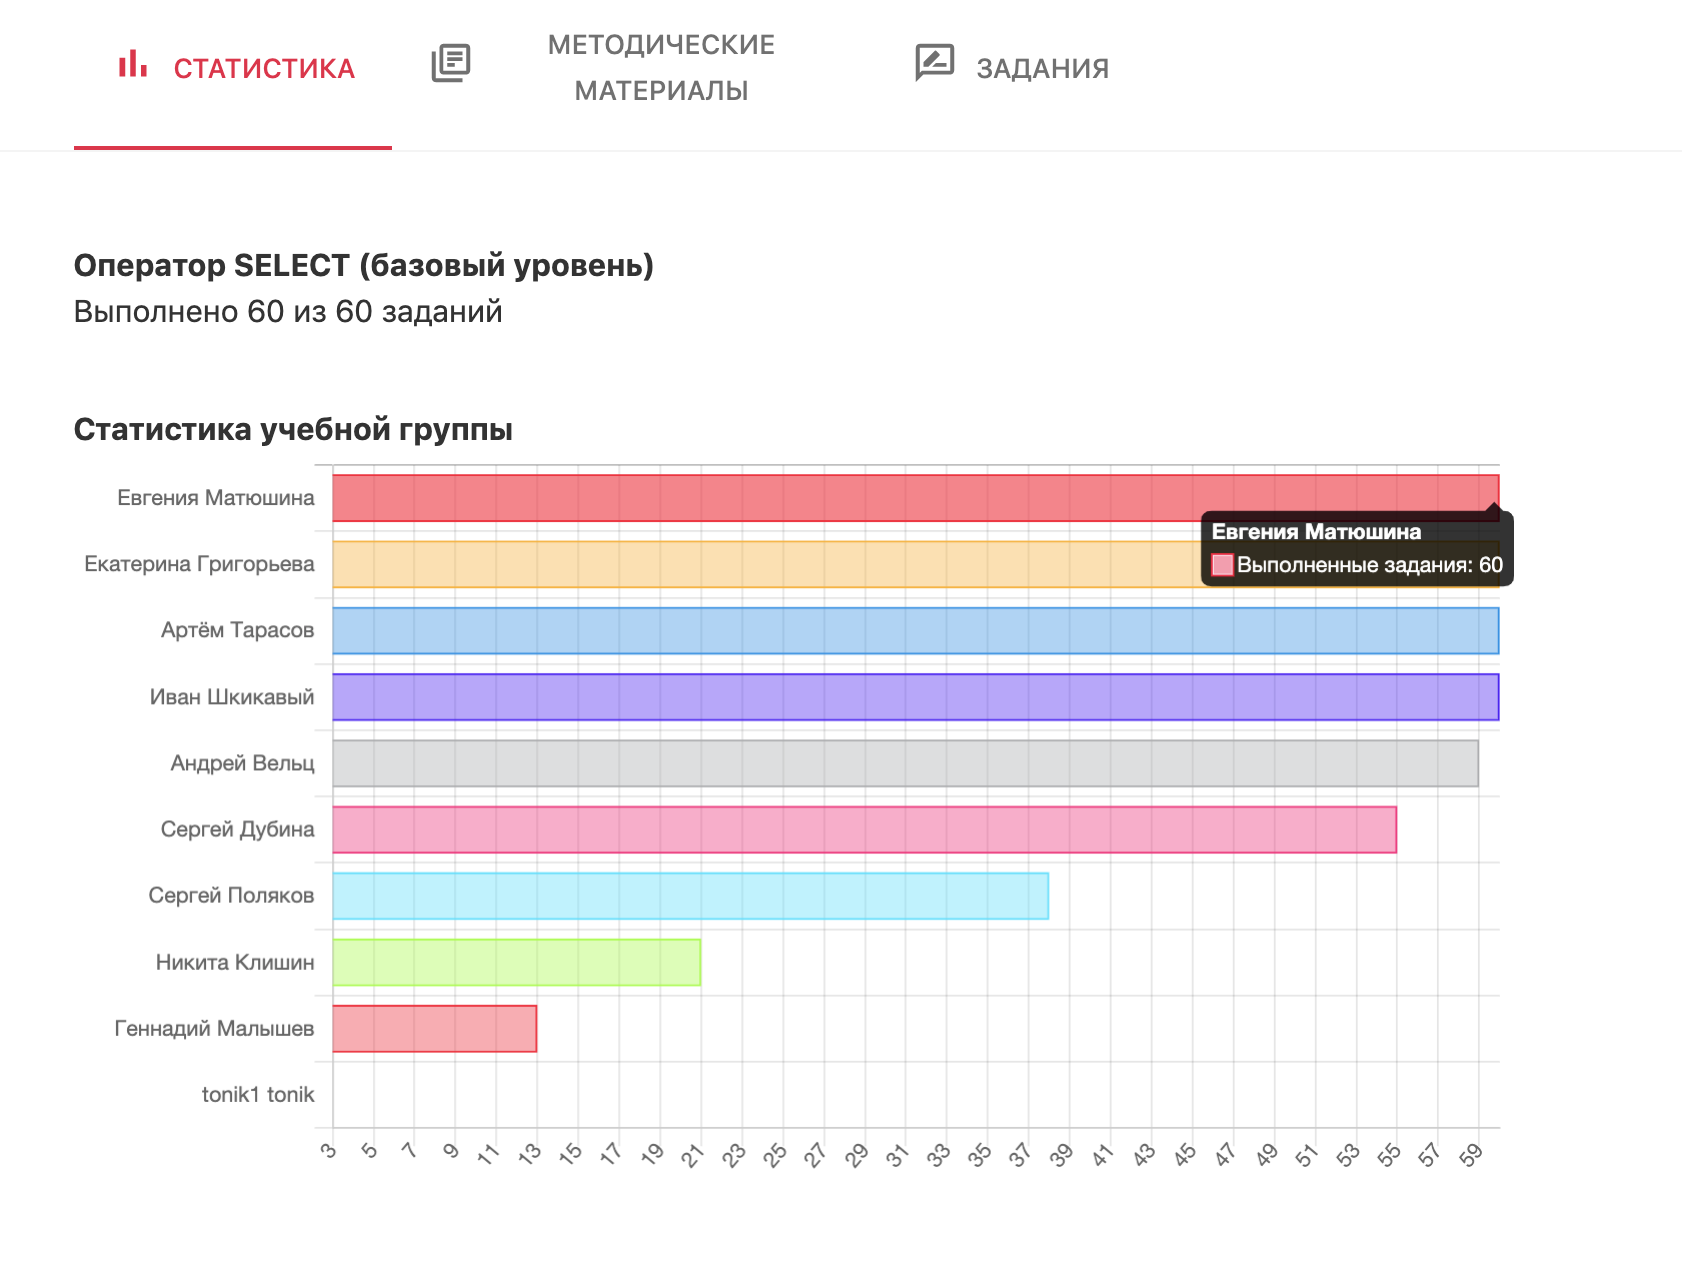 СТАТИСТИКА
МЕТОДИЧЕСКИЕ
МАТЕРИАЛЫ
ЗАДАНИЯ
Оператор SELECT (базовый уровень)
Выполнено 60 из 60 заданий
Статистика учебной группы
Евгения Матюшина
Евгения Матюшина
Выполненные задания: 60
Екатерина Григорьева
Артём Тарасов
Иван Шкикавый
Андрей Вельц
Сергей Дубина
Сергей Поляков
Никита Клишин
Геннадий Малышев
tonik1 tonik
3 5 7 9 11 13 15 17 19 21 23 25 27 29 31 33 35 37 39 41 43 45 47 49 51 53 55 57 59